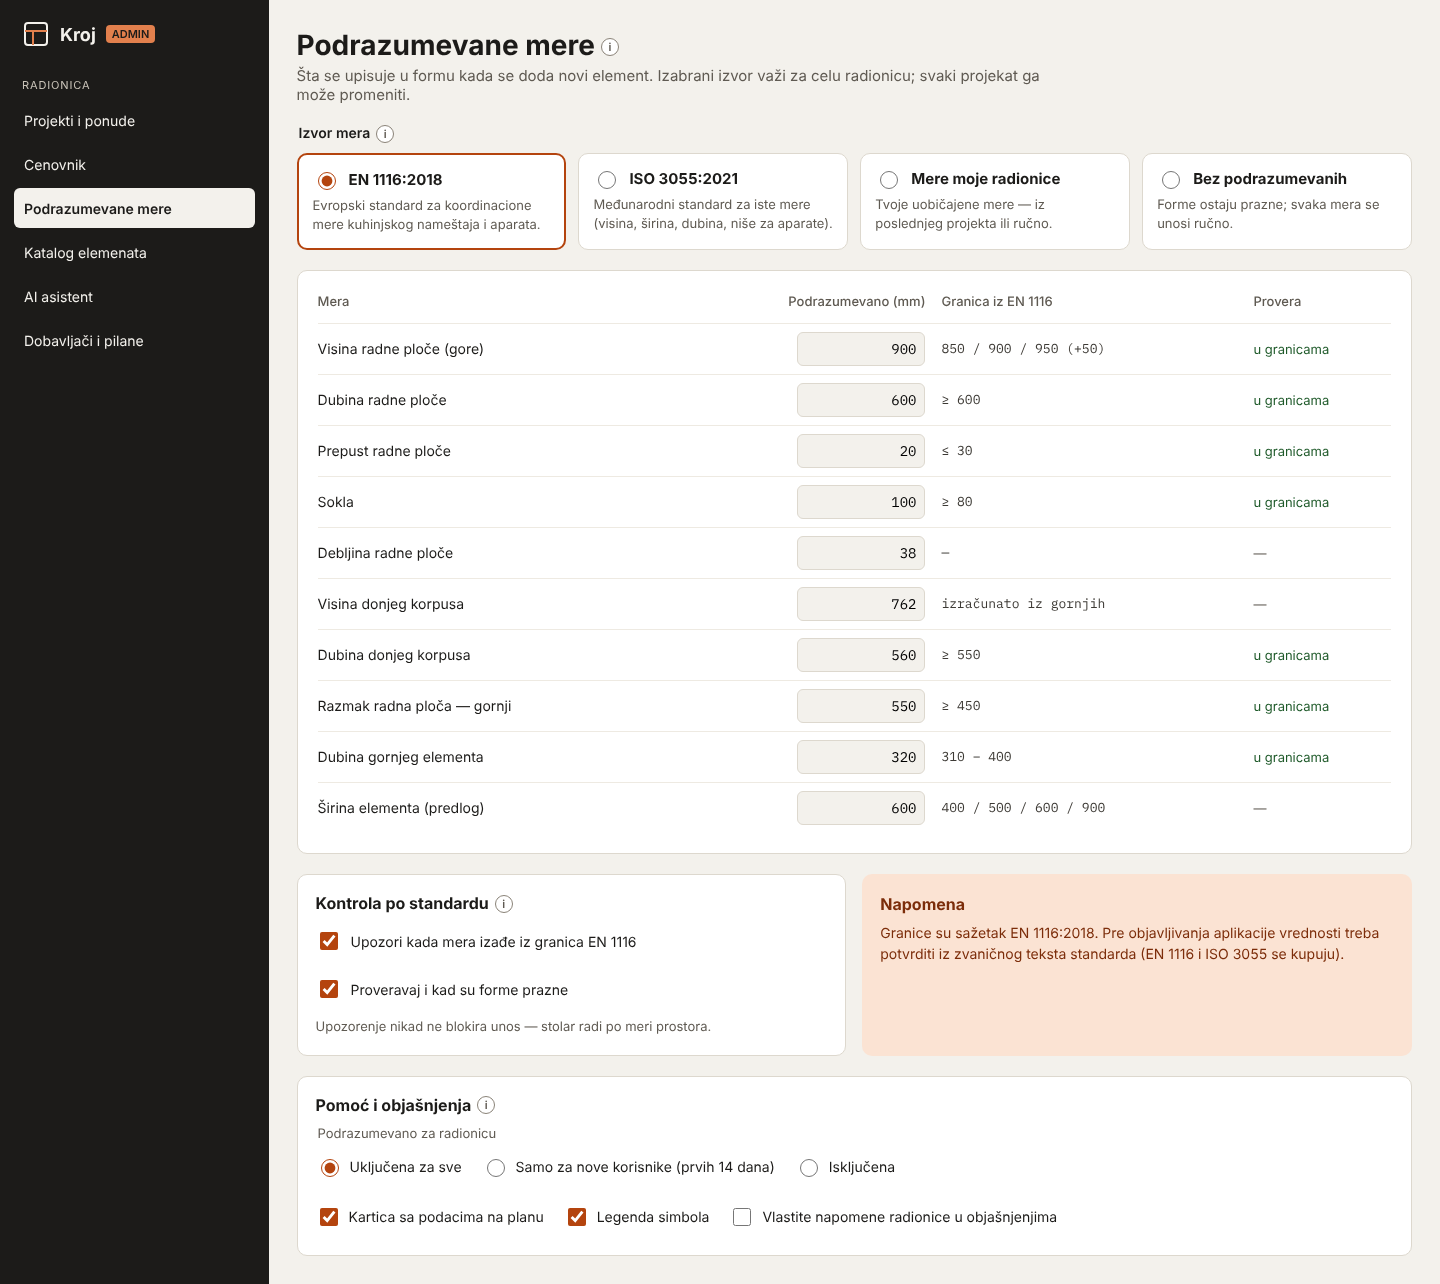 Kroj ADMIN
RADIONICA
Projekti i ponude
Cenovnik
Podrazumevane mere
Katalog elemenata
AI asistent
Dobavljači i pilane
Podrazumevane mere i
Šta se upisuje u formu kada se doda novi element. Izabrani izvor važi za celu radionicu; svaki projekat ga
može promeniti.
Izvor mera i
EN 1116:2018
Evropski standard za koordinacione
mere kuhinjskog nameštaja i aparata.
ISO 3055:2021
Međunarodni standard za iste mere
(visina, širina, dubina, niše za aparate).
Mere moje radionice
Tvoje uobičajene mere — iz
poslednjeg projekta ili ručno.
Bez podrazumevanih
Forme ostaju prazne; svaka mera se
unosi ručno.
Mera Podrazumevano (mm) Granica iz EN 1116 Provera
Visina radne ploče (gore) 900 850 / 900 / 950 (+50) u granicama
Dubina radne ploče 600 ≥ 600 u granicama
Prepust radne ploče 20 ≤ 30 u granicama
Sokla 100 ≥ 80 u granicama
Debljina radne ploče 38 — —
Visina donjeg korpusa 762 izračunato iz gornjih —
Dubina donjeg korpusa 560 ≥ 550 u granicama
Razmak radna ploča — gornji 550 ≥ 450 u granicama
Dubina gornjeg elementa 320 310 – 400 u granicama
Širina elementa (predlog) 600 400 / 500 / 600 / 900 —
Kontrola po standardu i
Upozori kada mera izađe iz granica EN 1116
Proveravaj i kad su forme prazne
Upozorenje nikad ne blokira unos — stolar radi po meri prostora.
Napomena
Granice su sažetak EN 1116:2018. Pre objavljivanja aplikacije vrednosti treba
potvrditi iz zvaničnog teksta standarda (EN 1116 i ISO 3055 se kupuju).
Pomoć i objašnjenja i
Podrazumevano za radionicu
Uključena za sve Samo za nove korisnike (prvih 14 dana) Isključena
Kartica sa podacima na planu Legenda simbola Vlastite napomene radionice u objašnjenjima